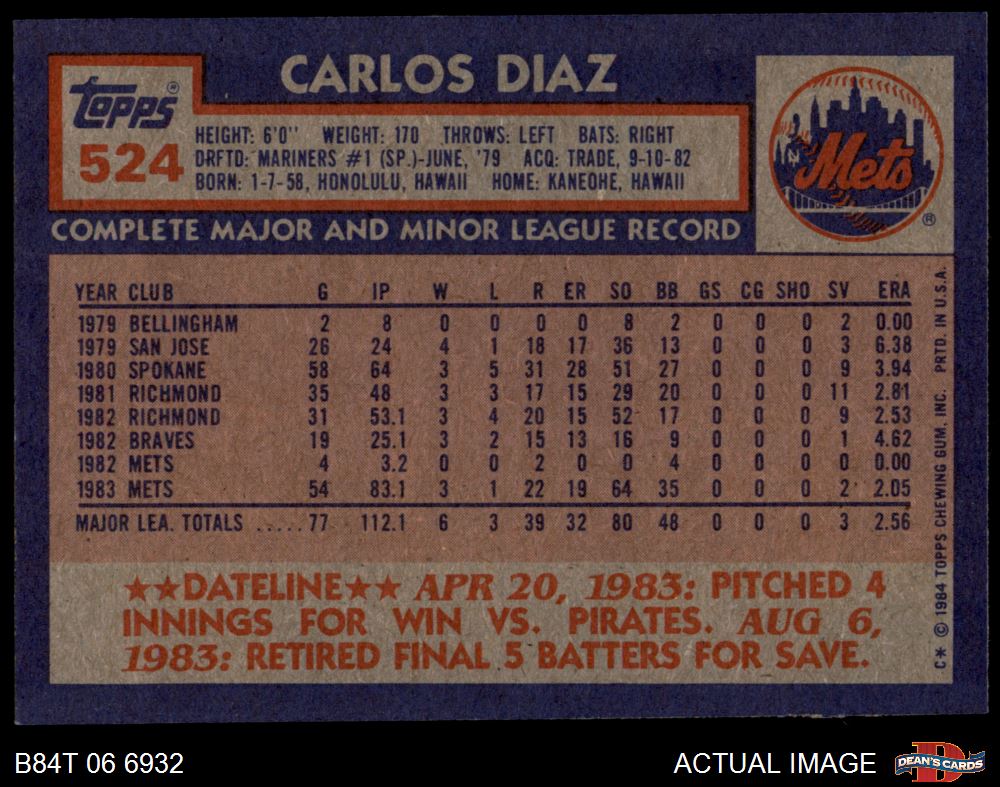 CARLOS DIAZ
Topps®
524
HEIGHT: 6'0" WEIGHT: 170 THROWS: LEFT BATS: RIGHT
DRFTD: MARINERS #1 (SP.)-JUNE, '79 ACQ: TRADE, 9-10-82
BORN: 1-7-58, HONOLULU, HAWAII HOME: KANEOHE, HAWAII
NY
Mets
®
COMPLETE MAJOR AND MINOR LEAGUE RECORD
YEAR CLUB G IP W L R ER SO BB GS CG SHO SV ERA
1979 BELLINGHAM 2 8 0 0 0 0 8 2 0 0 0 2 0.00
1979 SAN JOSE 26 24 4 1 18 17 36 13 0 0 0 3 6.38
1980 SPOKANE 58 64 3 5 31 28 51 27 0 0 0 9 3.94
1981 RICHMOND 35 48 3 3 17 15 29 20 0 0 0 11 2.81
1982 RICHMOND 31 53.1 3 4 20 15 52 17 0 0 0 9 2.53
1982 BRAVES 19 25.1 3 2 15 13 16 9 0 0 0 1 4.62
1982 METS 4 3.2 0 0 2 0 0 4 0 0 0 0 0.00
1983 METS 54 83.1 3 1 22 19 64 35 0 0 0 2 2.05
MAJOR LEA. TOTALS .....77 112.1 6 3 39 32 80 48 0 0 0 3 2.56
★★DATELINE★★ APR 20, 1983: PITCHED 4
INNINGS FOR WIN VS. PIRATES. AUG 6,
1983: RETIRED FINAL 5 BATTERS FOR SAVE.
C* © 1984 TOPPS CHEWING GUM, INC. PRTD. IN U.S.A.
B84T 06 6932
ACTUAL IMAGE
DEAN'S CARDS